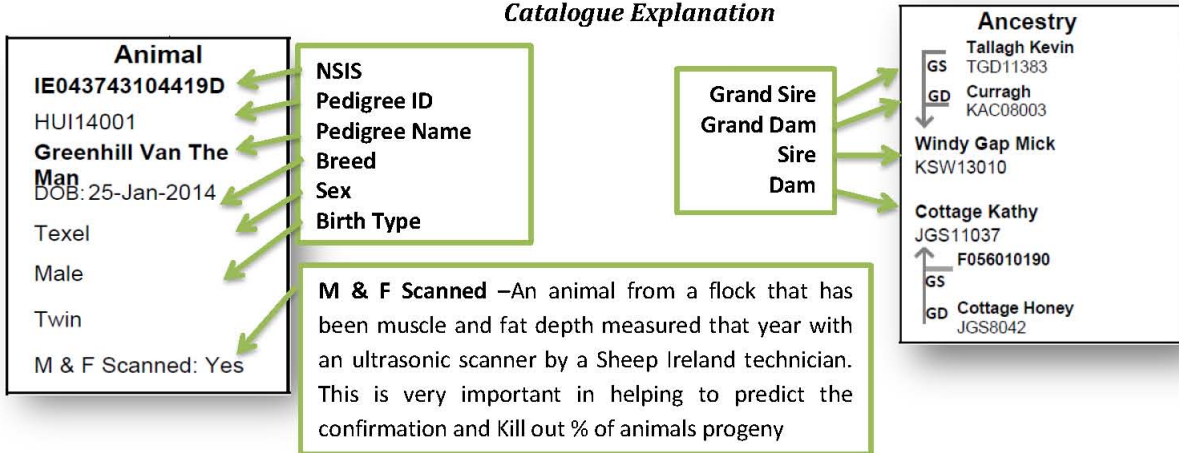 Catalogue Explanation
Animal
IE043743104419D
HUI14001
Greenhill Van The
Man
DOB: 25-Jan-2014
Texel
Male
Twin
M & F Scanned: Yes
NSIS
Pedigree ID
Pedigree Name
Breed
Sex
Birth Type
M & F Scanned –An animal from a flock that has
been muscle and fat depth measured that year with
an ultrasonic scanner by a Sheep Ireland technician.
This is very important in helping to predict the
confirmation and Kill out % of animals progeny
Grand Sire
Grand Dam
Sire
Dam
Ancestry
Tallagh Kevin
GS TGD11383
Curragh
GD KAC08003
Windy Gap Mick
KSW13010
Cottage Kathy
JGS11037
F056010190
GS
GD Cottage Honey
JGS8042